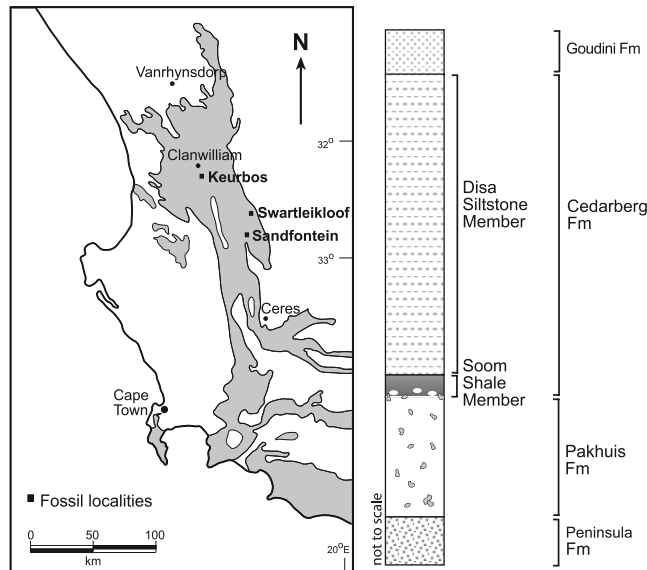 N
Vanrhynsdorp
32°
Clanwilliam
Keurbos
Swartleikloof
Sandfontein
33°
Ceres
Cape
Town
Fossil localities
0 50 100
km
20°E
Goudini Fm
Disa
Siltstone
Member
Cedarberg
Fm
Soom
Shale
Member
Pakhuis
Fm
Peninsula
Fm
not to scale